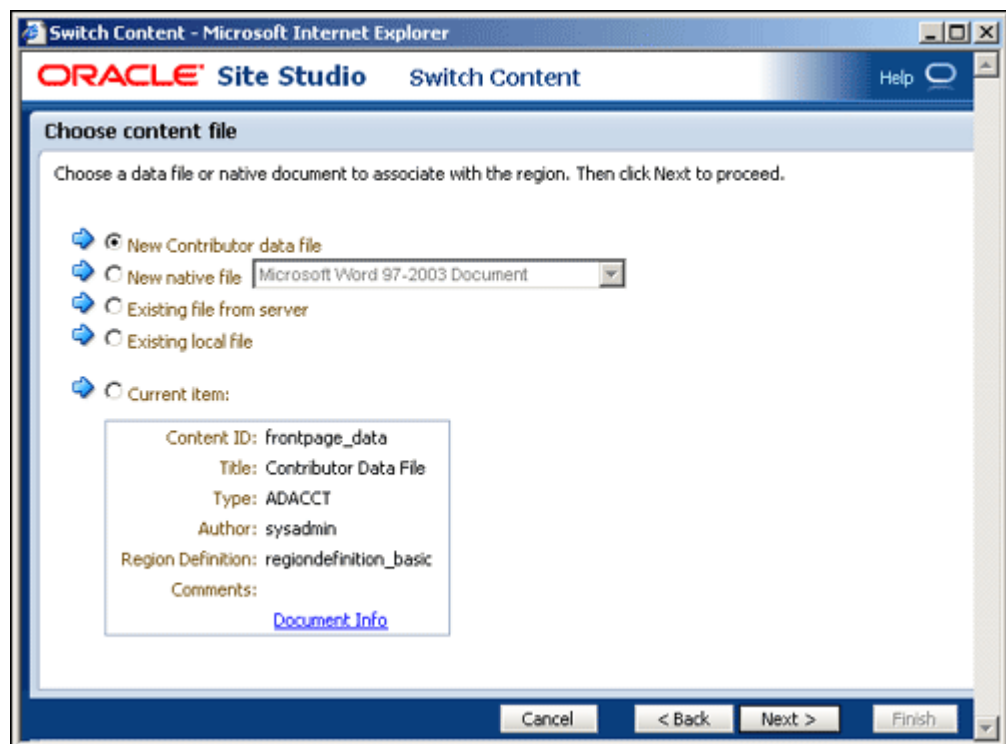 Switch Content - Microsoft Internet Explorer
ORACLE Site Studio Switch Content Help
Choose content file
Choose a data file or native document to associate with the region. Then click Next to proceed.
New Contributor data file
New native file Microsoft Word 97-2003 Document
Existing file from server
Existing local file
Current item:
Content ID: frontpage_data
Title: Contributor Data File
Type: ADACCT
Author: sysadmin
Region Definition: regiondefinition_basic
Comments:
Document Info
Cancel < Back Next > Finish